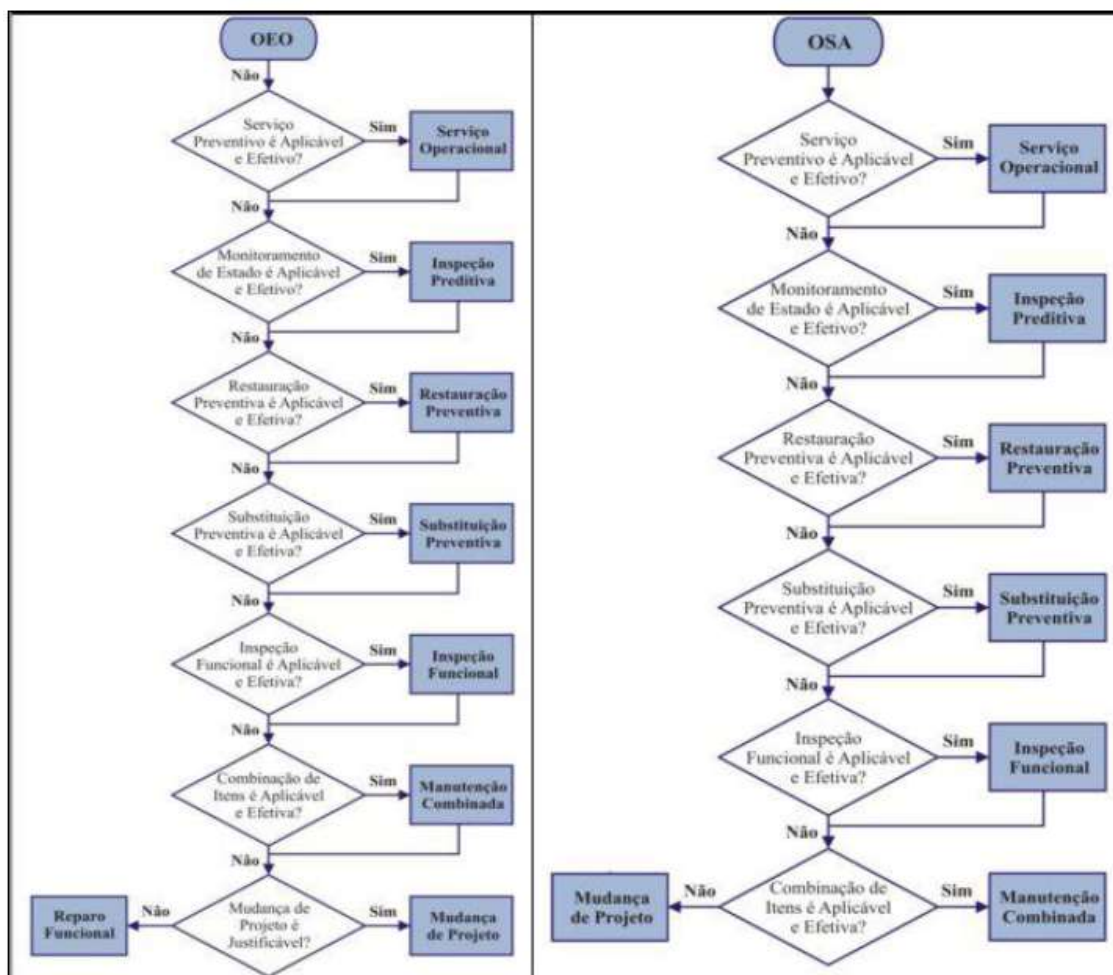 OEO
Não
Serviço
Preventivo é Aplicável
e Efetivo?
Sim
Serviço
Operacional
Não
Monitoramento
de Estado é Aplicável
e Efetivo?
Sim
Inspeção
Preditiva
Não
Restauração
Preventiva é Aplicável
e Efetiva?
Sim
Restauração
Preventiva
Não
Substituição
Preventiva é Aplicável
e Efetiva?
Sim
Substituição
Preventiva
Não
Inspeção
Funcional é Aplicável
e Efetiva?
Sim
Inspeção
Funcional
Não
Combinação de
Itens é Aplicável
e Efetiva?
Sim
Manutenção
Combinada
Não
Mudança de
Projeto é
Justificável?
Não
Reparo
Funcional
Sim
Mudança
de Projeto
OSA
Serviço
Preventivo é Aplicável
e Efetivo?
Sim
Serviço
Operacional
Não
Monitoramento
de Estado é Aplicável
e Efetivo?
Sim
Inspeção
Preditiva
Não
Restauração
Preventiva é Aplicável
e Efetiva?
Sim
Restauração
Preventiva
Não
Substituição
Preventiva é Aplicável
e Efetiva?
Sim
Substituição
Preventiva
Não
Inspeção
Funcional é Aplicável
e Efetiva?
Sim
Inspeção
Funcional
Não
Combinação de
Itens é Aplicável
e Efetiva?
Não
Mudança
de Projeto
Sim
Manutenção
Combinada